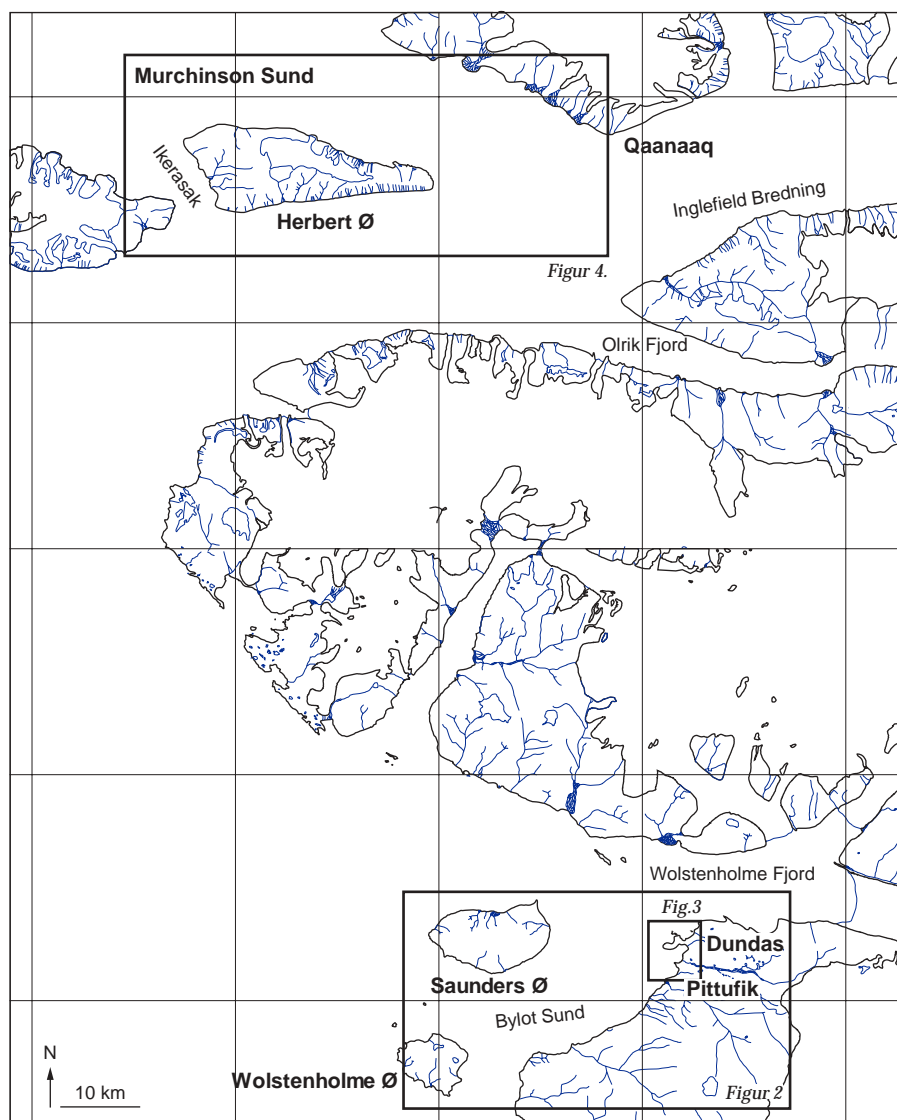 Murchinson Sund
Qaanaaq
Ikerasak
Inglefield Bredning
Herbert Ø
Figur 4.
Olrik Fjord
Wolstenholme Fjord
Fig.3
Dundas
Saunders Ø
Pittufik
Bylot Sund
N
Wolstenholme Ø
Figur 2
10 km